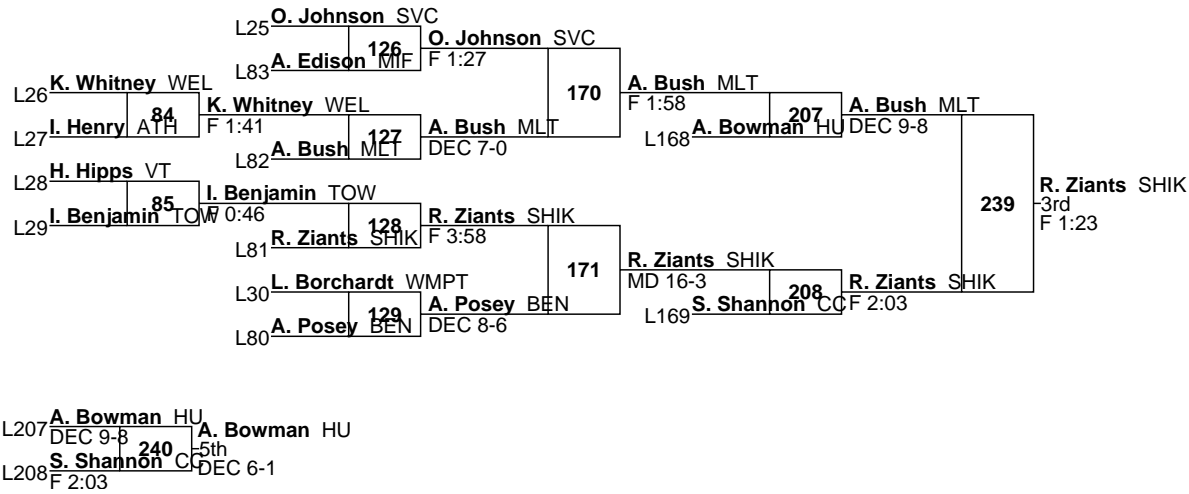 L25 O. Johnson SVC
126
L83 A. Edison MIF
O. Johnson SVC
F 1:27
L26 K. Whitney WEL
84
L27 I. Henry ATH
K. Whitney WEL
F 1:41
127
L82 A. Bush MLT
A. Bush MLT
DEC 7-0
170
A. Bush MLT
F 1:58
207
L168 A. Bowman HU
A. Bush MLT
DEC 9-8
L28 H. Hipps VT
85
L29 I. Benjamin TOW
I. Benjamin TOW
F 0:46
128
L81 R. Ziants SHIK
R. Ziants SHIK
F 3:58
L30 L. Borchardt WMPT
129
L80 A. Posey BEN
A. Posey BEN
DEC 8-6
171
R. Ziants SHIK
MD 16-3
208
L169 S. Shannon CC
R. Ziants SHIK
F 2:03
239
R. Ziants SHIK
3rd
F 1:23
L207 A. Bowman HU
DEC 9-8
240
L208 S. Shannon CC
F 2:03
A. Bowman HU
5th
DEC 6-1